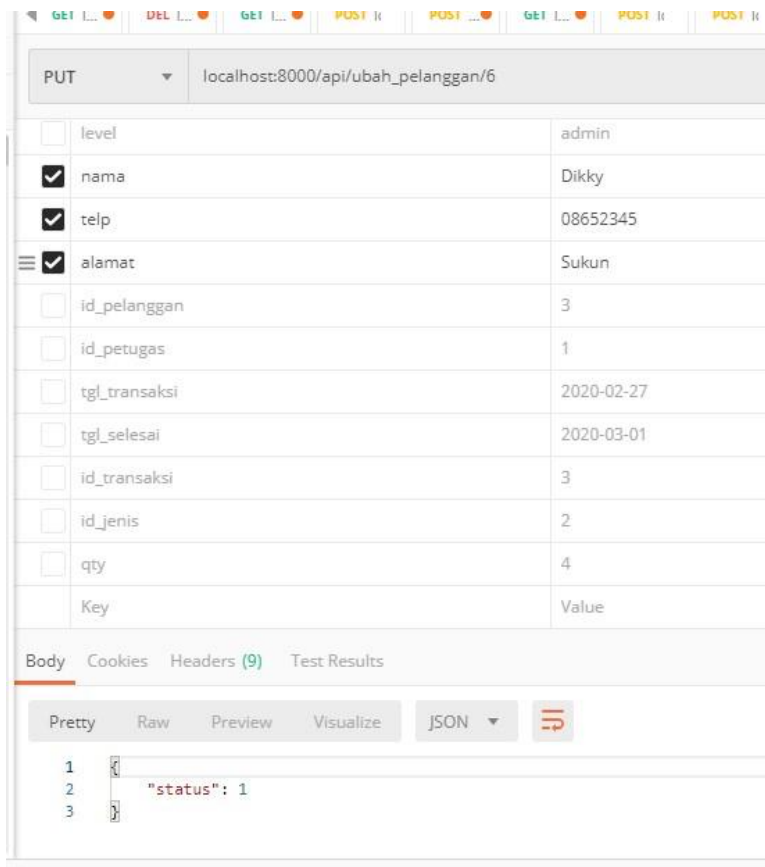 GET DEL GET POST POST GET POST POST
PUT localhost:8000/api/ubah_pelanggan/6
level admin
nama Dikky
telp 08652345
alamat Sukun
id_pelanggan 3
id_petugas 1
tgl_transaksi 2020-02-27
tgl_selesai 2020-03-01
id_transaksi 3
id_jenis 2
qty 4
Key Value
Body Cookies Headers (9) Test Results
Pretty Raw Preview Visualize JSON
1 {
2 "status": 1
3 }